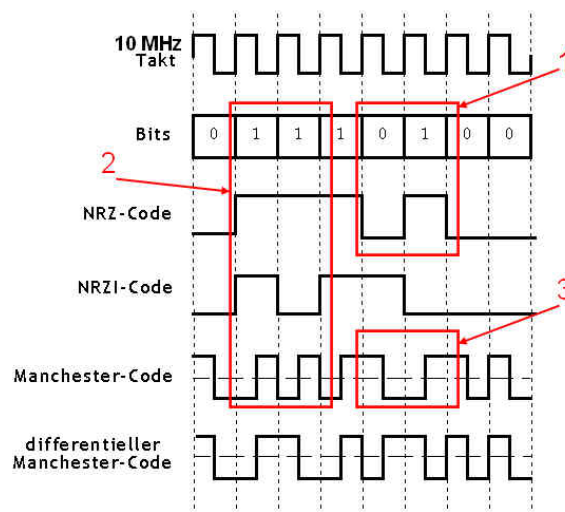 10 MHz
Takt
1
Bits
0 1 1 1 0 1 0 0
2
NRZ-Code
NRZI-Code
3
Manchester-Code
differentieller
Manchester-Code